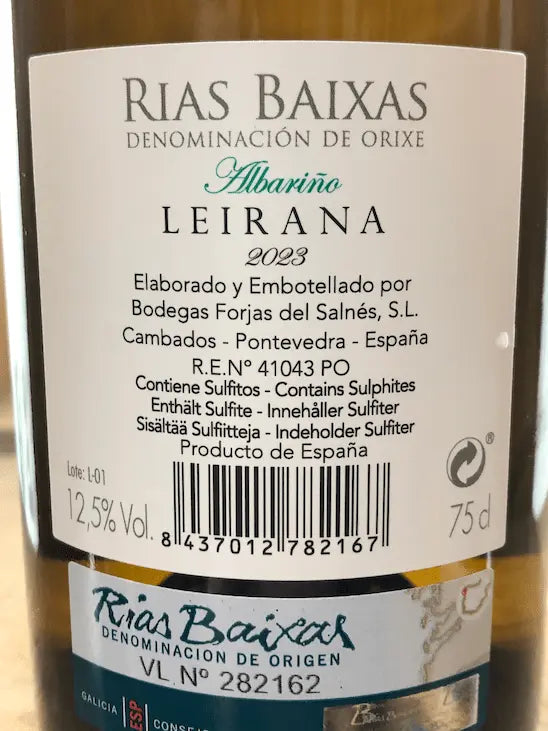 RIAS BAIXAS
DENOMINACIÓN DE ORIXE
Albariño
LEIRANA
2023
Elaborado y Embotellado por
Bodegas Forjas del Salnés, S.L.
Cambados - Pontevedra - España
R.E.Nº 41043 PO
Contiene Sulfitos - Contains Sulphites
Enthält Sulfite - Innehåller Sulfiter
Sisältää Sulfiitteja - Indeholder Sulfiter
Producto de España
Lote: L-01
12,5% Vol.
8 437012 782167
®
75 cl
Rías Baixas
DENOMINACION DE ORIGEN
VL Nº 282162
GALICIA
ESP